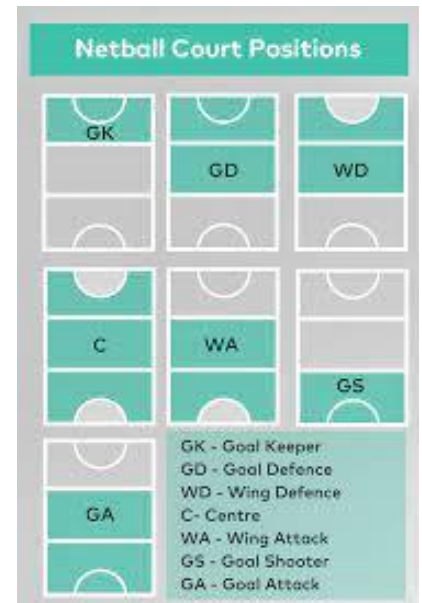 Netball Court Positions
GK
GD
WD
C
WA
GS
GA
GK - Goal Keeper
GD - Goal Defence
WD - Wing Defence
C- Centre
WA - Wing Attack
GS - Goal Shooter
GA - Goal Attack